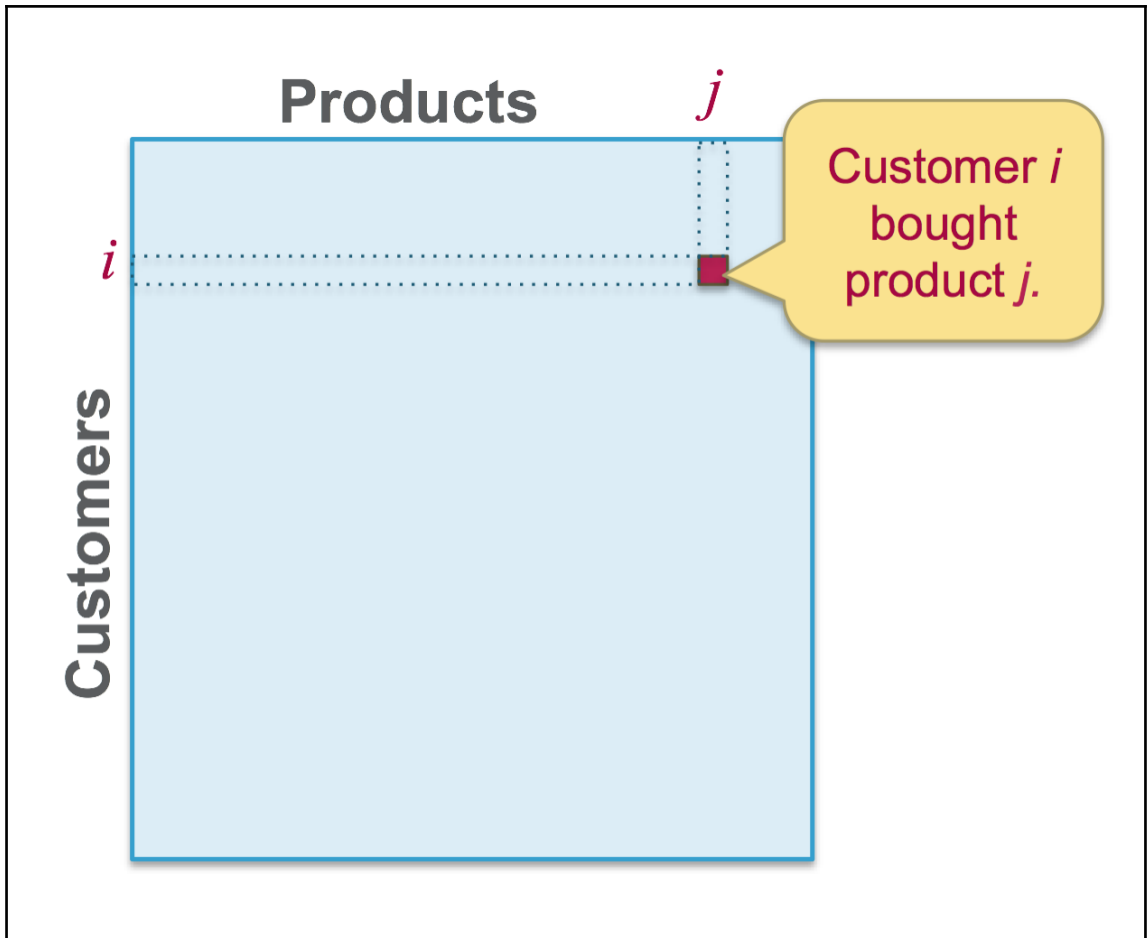 Products
j
Customer i
bought
product j.
i
Customers